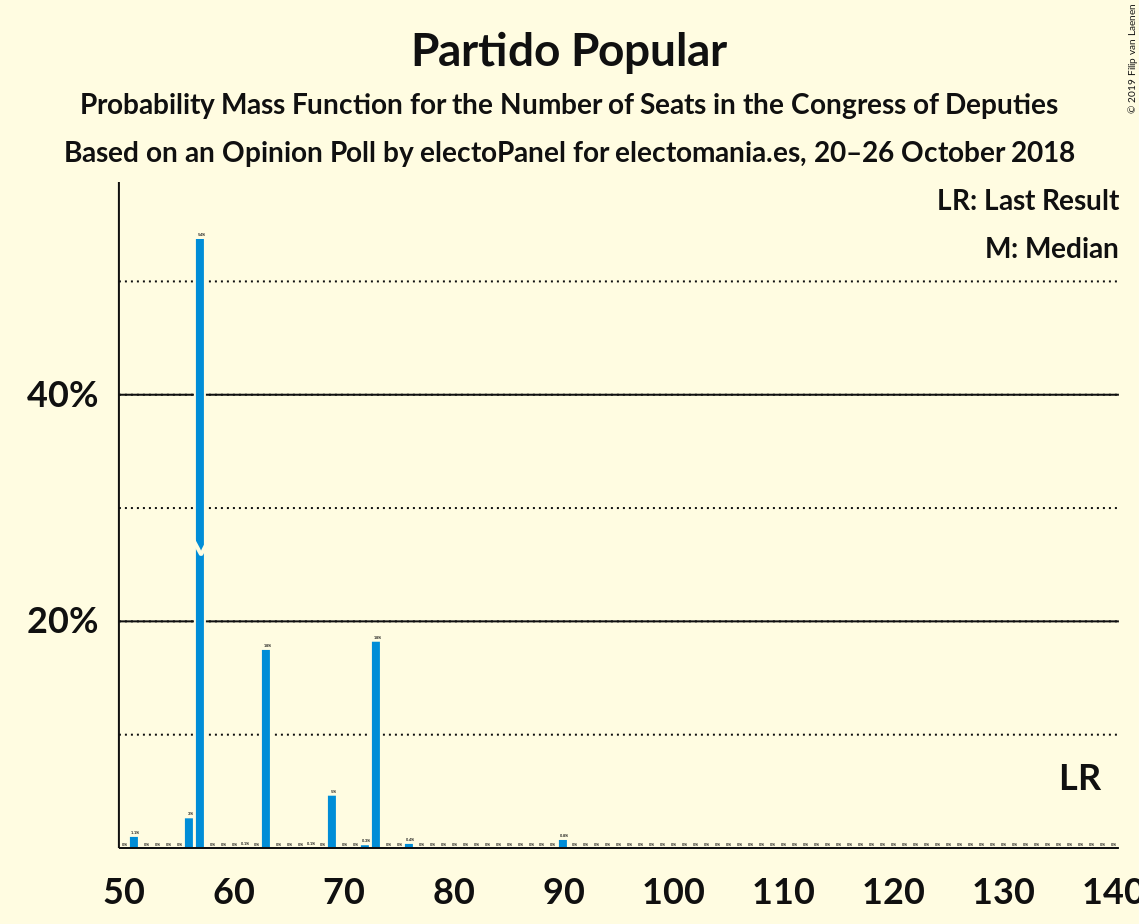 Partido Popular
Probability Mass Function for the Number of Seats in the Congress of Deputies
Based on an Opinion Poll by electoPanel for electomania.es, 20–26 October 2018
© 2019 Filip van Laenen
LR: Last Result
M: Median
40%
20%
M
LR
50 60 70 80 90 100 110 120 130 140